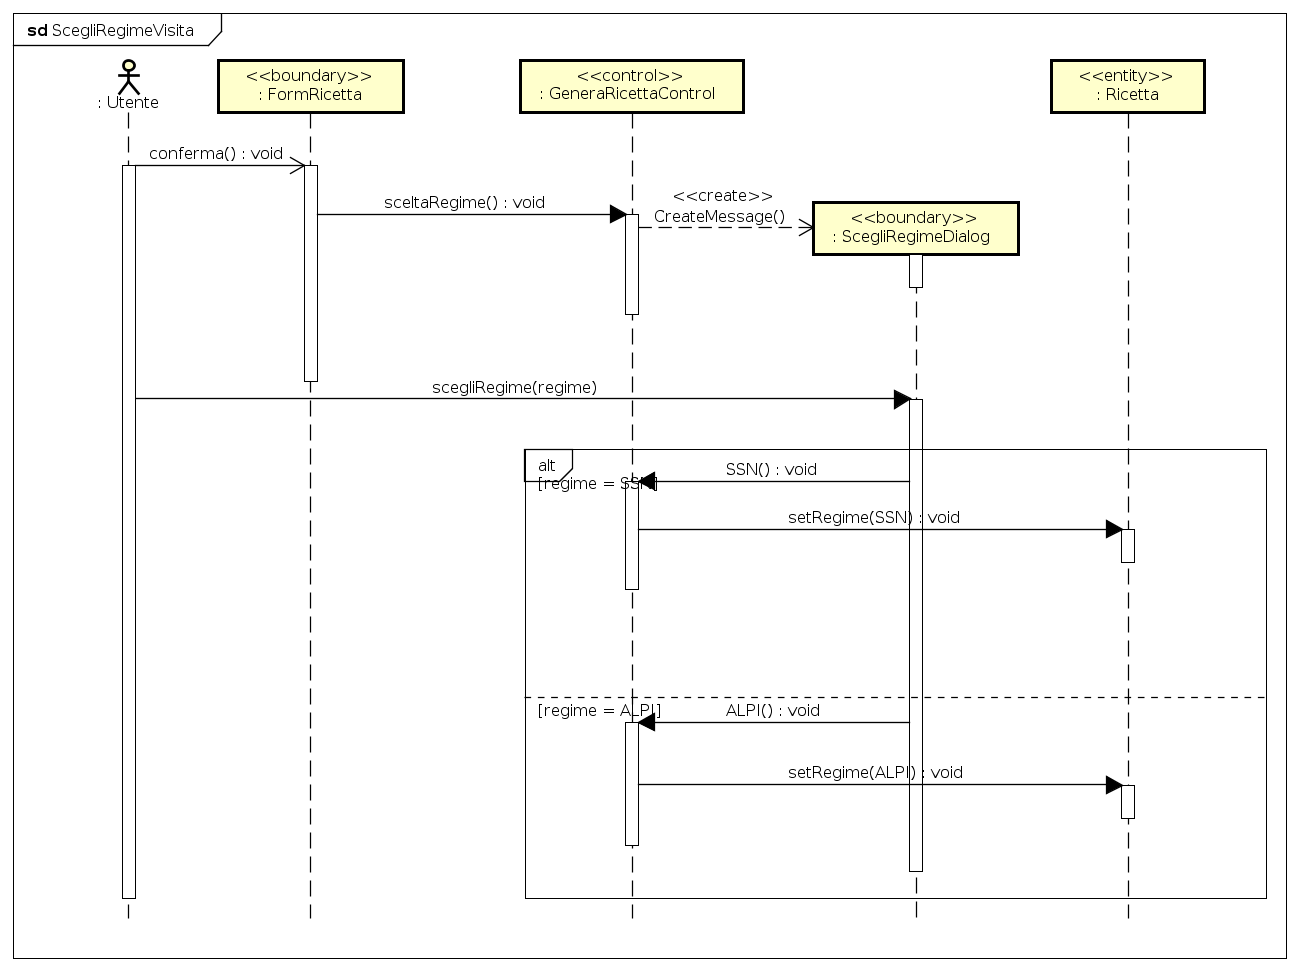 sd ScegliRegimeVisita
: Utente
<<boundary>>
: FormRicetta
<<control>>
: GeneraRicettaControl
<<entity>>
: Ricetta
conferma() : void
sceltaRegime() : void
<<create>>
CreateMessage()
<<boundary>>
: ScegliRegimeDialog
scegliRegime(regime)
alt
SSN() : void
[regime = SSN]
setRegime(SSN) : void
[regime = ALPI]
ALPI() : void
setRegime(ALPI) : void